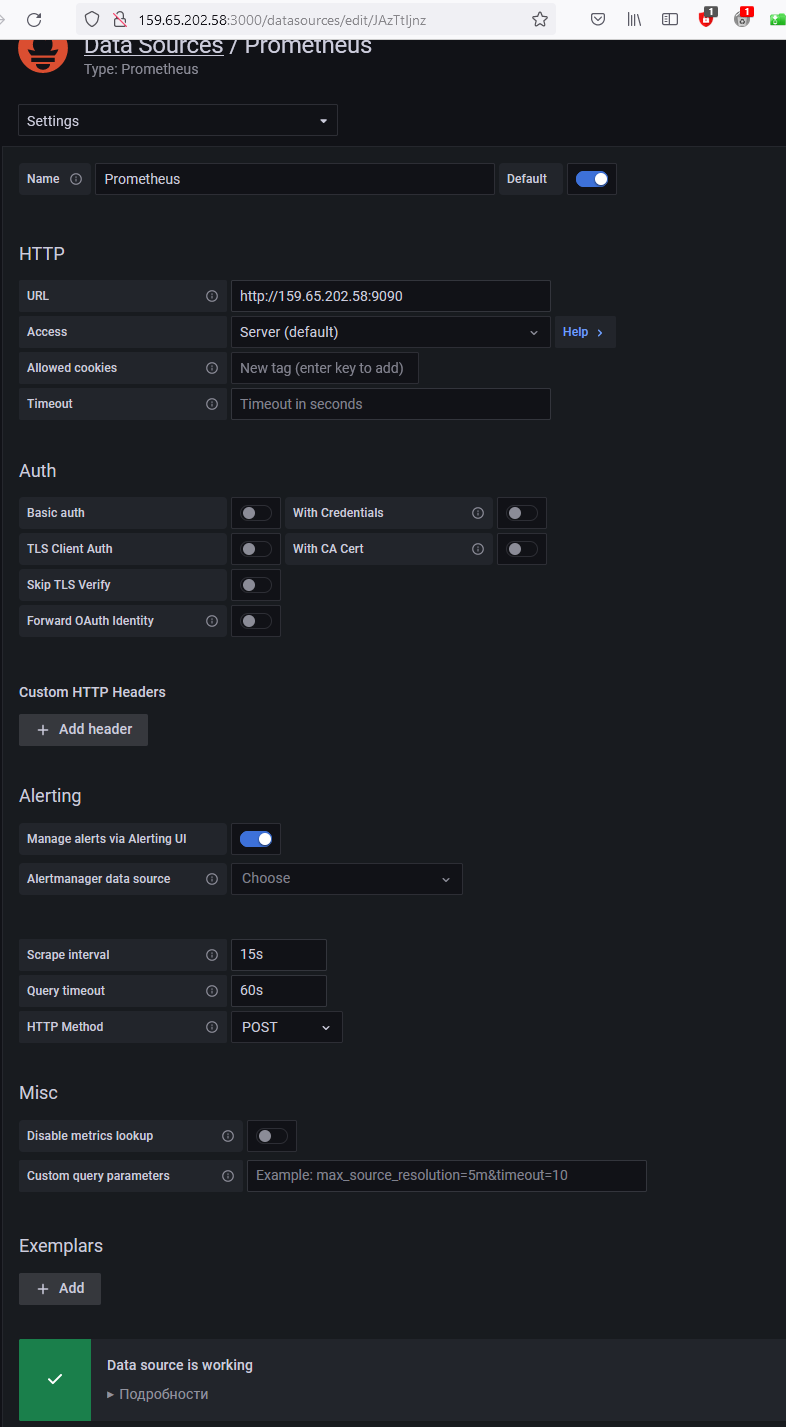 159.65.202.58:3000/datasources/edit/JAzTtIjnz
1
1
Data Sources / Prometheus
Type: Prometheus
Settings
Name Prometheus Default
HTTP
URL http://159.65.202.58:9090
Access Server (default) Help
Allowed cookies New tag (enter key to add)
Timeout Timeout in seconds
Auth
Basic auth With Credentials
TLS Client Auth With CA Cert
Skip TLS Verify
Forward OAuth Identity
Custom HTTP Headers
+ Add header
Alerting
Manage alerts via Alerting UI
Alertmanager data source Choose
Scrape interval 15s
Query timeout 60s
HTTP Method POST
Misc
Disable metrics lookup
Custom query parameters Example: max_source_resolution=5m&timeout=10
Exemplars
+ Add
Data source is working
Подробности